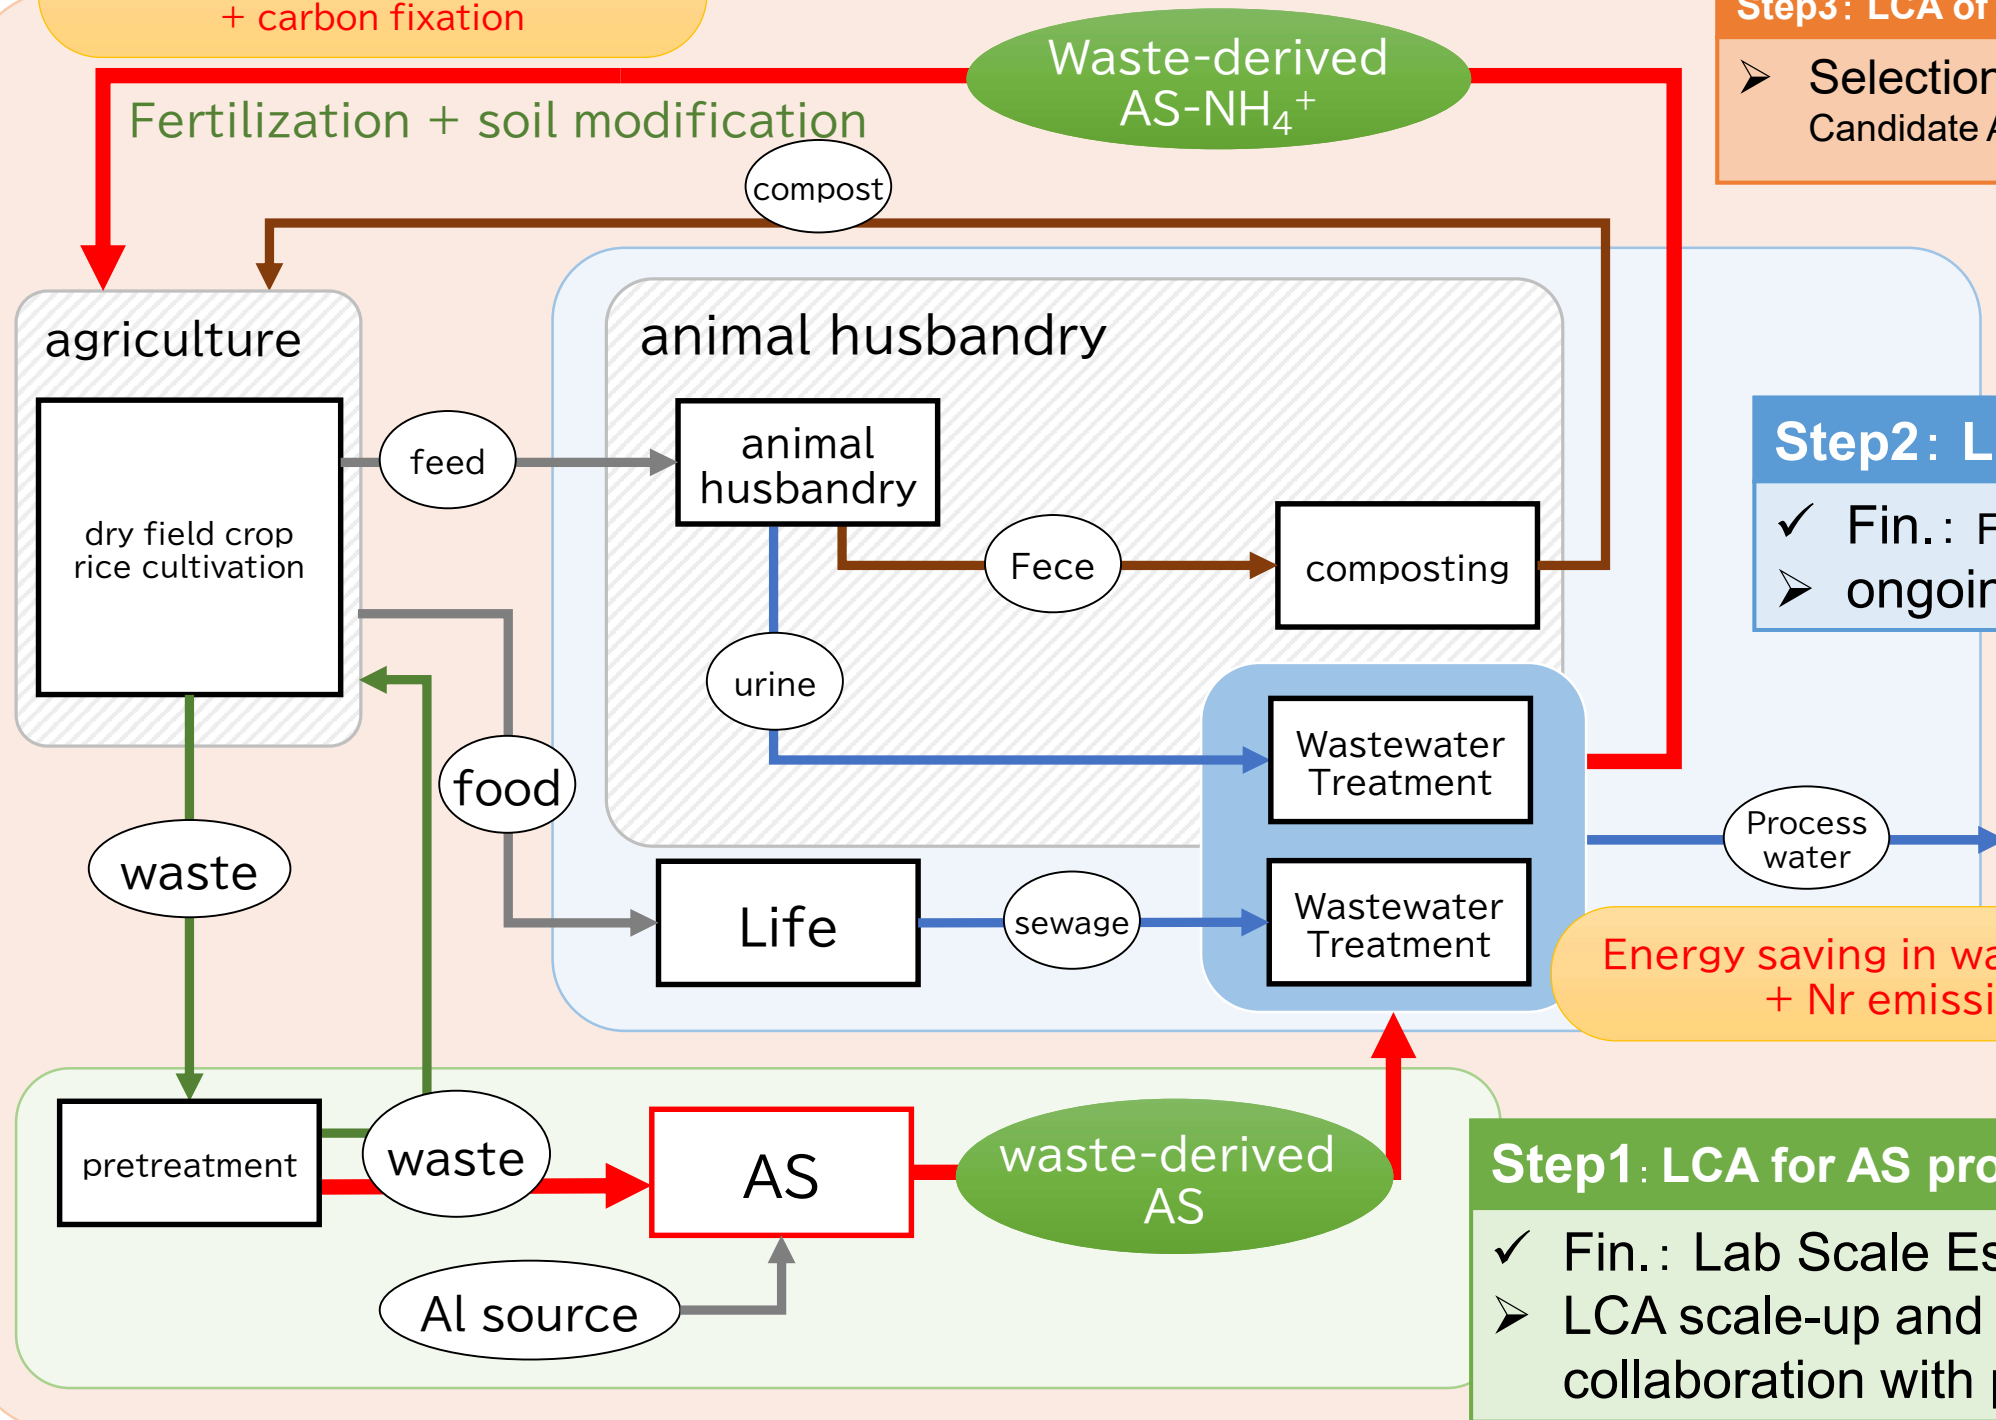 + carbon fixation
Waste-derived
AS-NH₄⁺
Step3: LCA of
Selection
Candidate
Fertilization + soil modification
compost
agriculture
animal husbandry
dry field crop
rice cultivation
feed
animal
husbandry
Fece
composting
Step2: L
Fin.: F
ongoin
urine
Wastewater
Treatment
food
waste
Process
water
Life
sewage
Wastewater
Treatment
Energy saving in wa
+ Nr emissi
pretreatment
waste
AS
waste-derived
AS
Al source
Step1: LCA for AS pro
Fin.: Lab Scale Es
LCA scale-up and
collaboration with